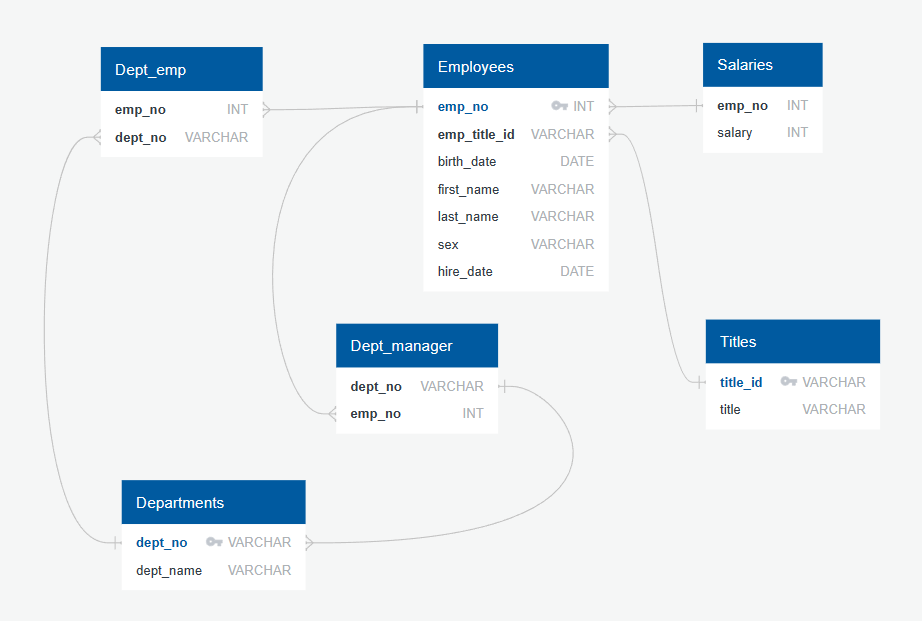 Dept_emp
emp_no INT
dept_no VARCHAR
Employees
emp_no INT
emp_title_id VARCHAR
birth_date DATE
first_name VARCHAR
last_name VARCHAR
sex VARCHAR
hire_date DATE
Salaries
emp_no INT
salary INT
Dept_manager
dept_no VARCHAR
emp_no INT
Titles
title_id VARCHAR
title VARCHAR
Departments
dept_no VARCHAR
dept_name VARCHAR